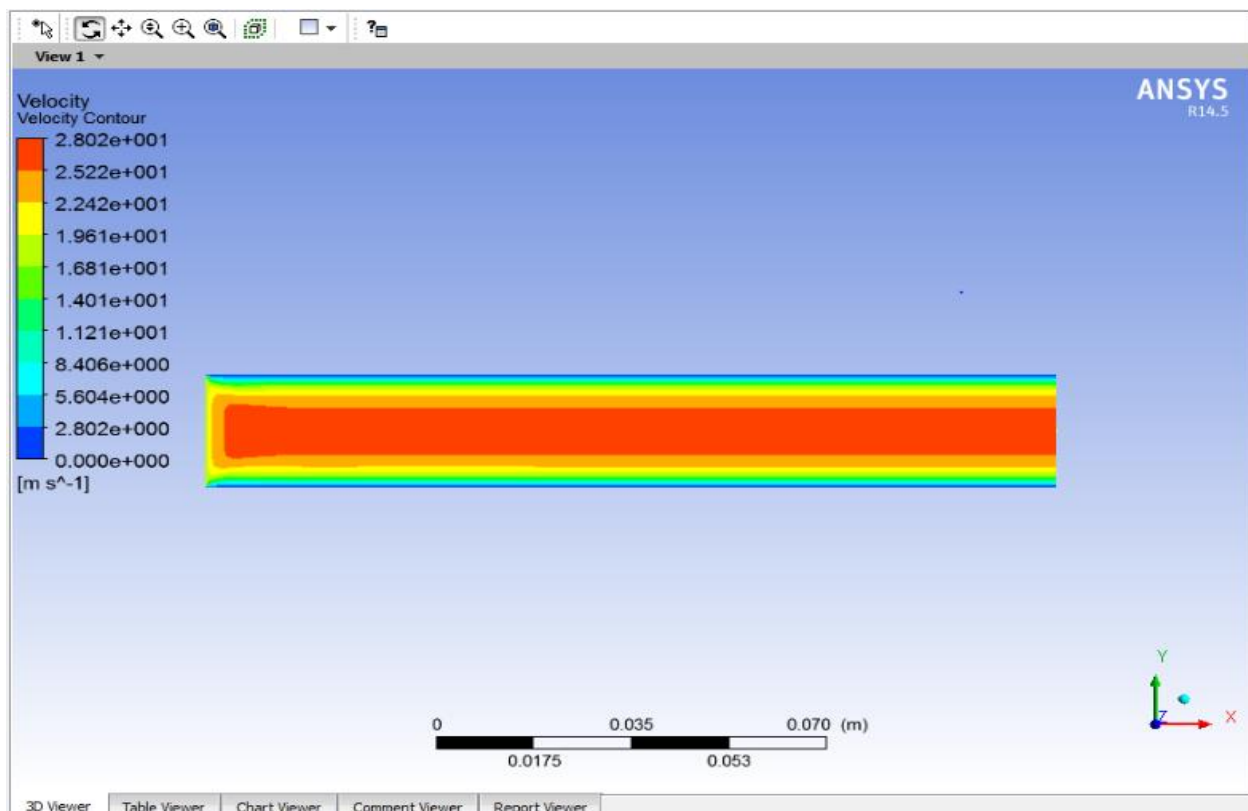 View 1
ANSYS
R14.5
Velocity
Velocity Contour
2.802e+001
2.522e+001
2.242e+001
1.961e+001
1.681e+001
1.401e+001
1.121e+001
8.406e+000
5.604e+000
2.802e+000
0.000e+000
[m s^-1]
Y
Z
X
0 0.035 0.070 (m)
0.0175 0.053
3D Viewer Table Viewer Chart Viewer Comment Viewer Report Viewer